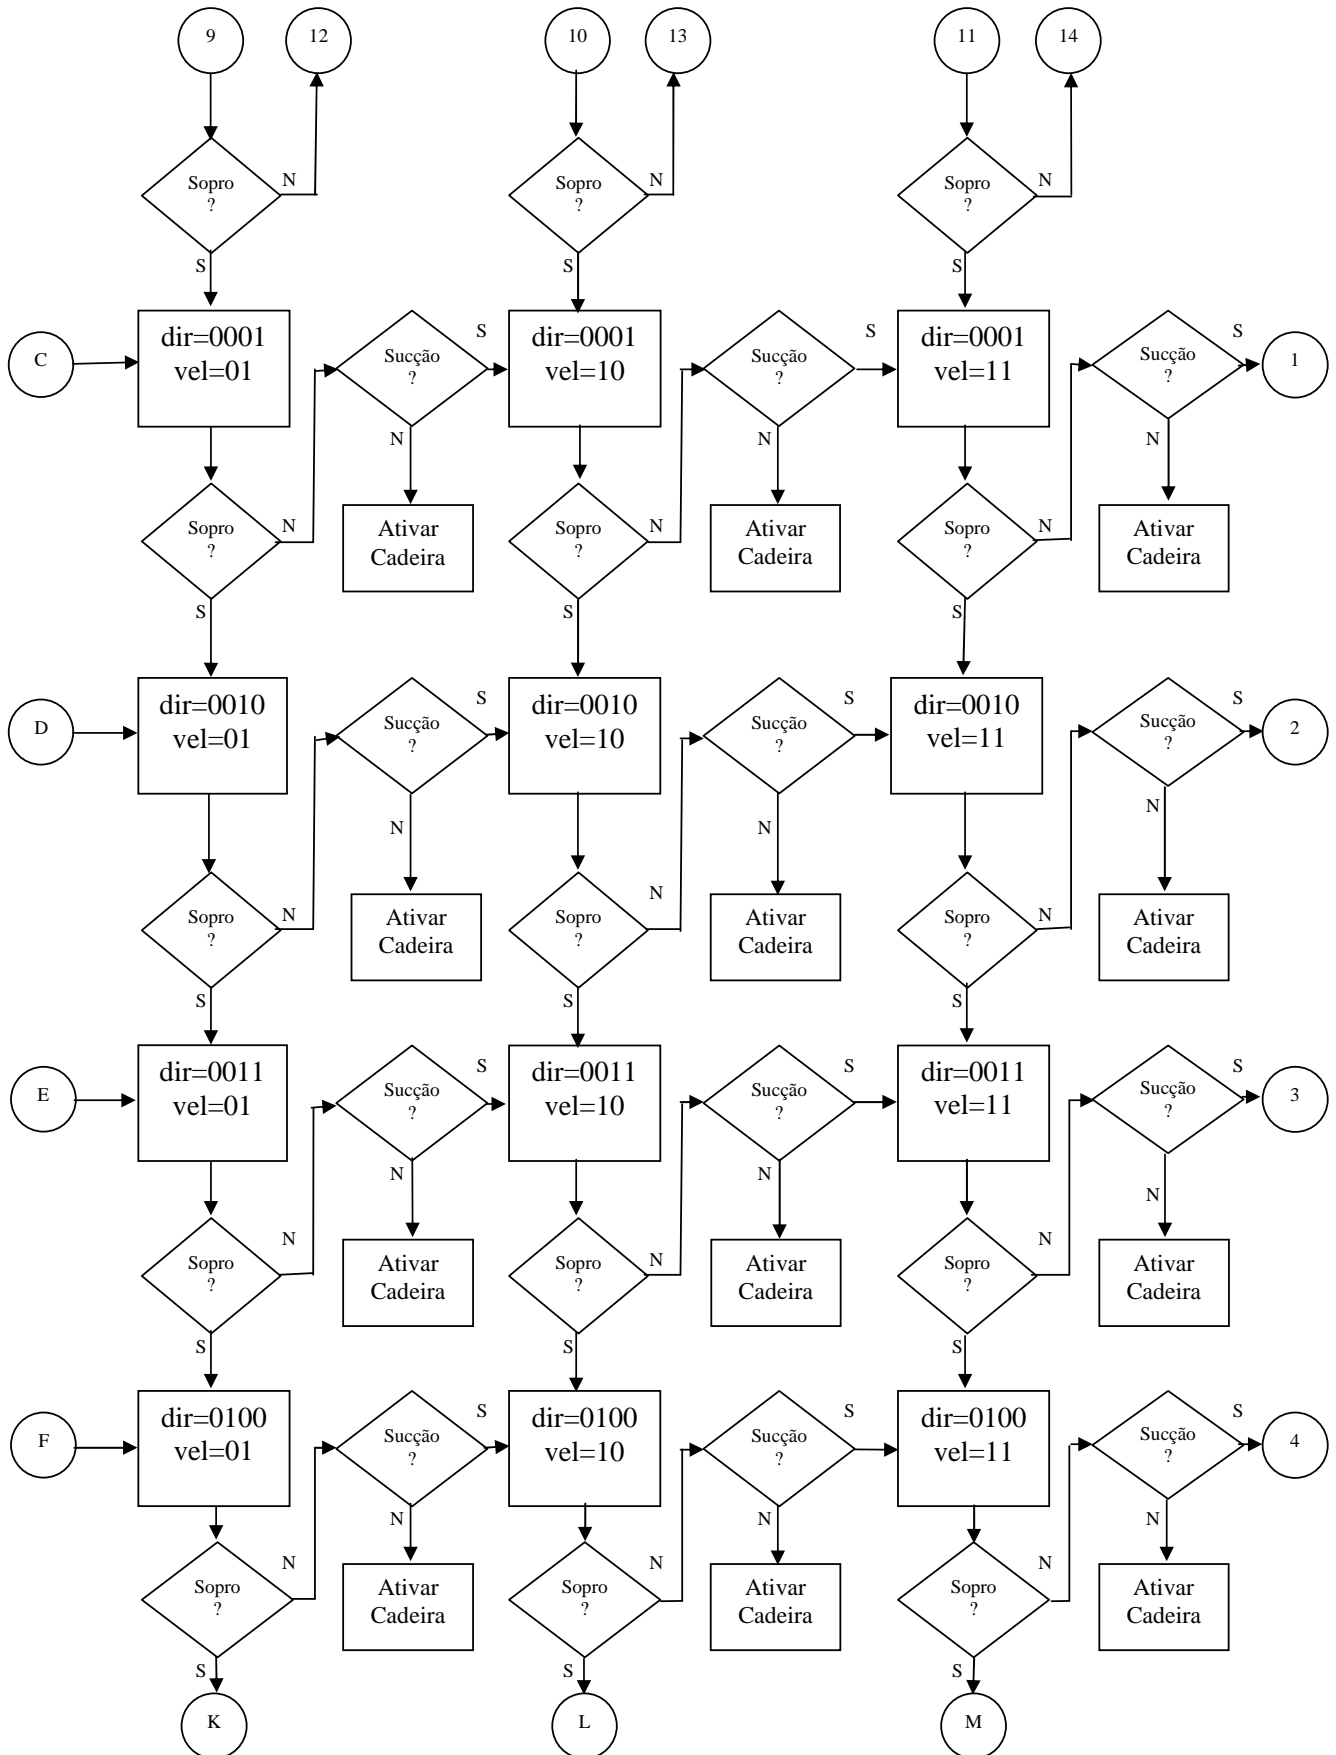 9
12
10
13
11
14
Sopro
?
N
Sopro
?
N
Sopro
?
N
S
S
S
C
dir=0001
vel=01
Sucção
?
S
dir=0001
vel=10
Sucção
?
S
dir=0001
vel=11
Sucção
?
S
1
N
N
N
Sopro
?
N
Ativar
Cadeira
Sopro
?
N
Ativar
Cadeira
Sopro
?
N
Ativar
Cadeira
S
S
S
D
dir=0010
vel=01
Sucção
?
S
dir=0010
vel=10
Sucção
?
S
dir=0010
vel=11
Sucção
?
S
2
N
N
N
Sopro
?
N
Ativar
Cadeira
Sopro
?
N
Ativar
Cadeira
Sopro
?
N
Ativar
Cadeira
S
S
S
E
dir=0011
vel=01
Sucção
?
S
dir=0011
vel=10
Sucção
?
S
dir=0011
vel=11
Sucção
?
S
3
N
N
N
Sopro
?
N
Ativar
Cadeira
Sopro
?
N
Ativar
Cadeira
Sopro
?
N
Ativar
Cadeira
S
S
S
F
dir=0100
vel=01
Sucção
?
S
dir=0100
vel=10
Sucção
?
S
dir=0100
vel=11
Sucção
?
S
4
N
N
N
Sopro
?
N
Ativar
Cadeira
Sopro
?
N
Ativar
Cadeira
Sopro
?
N
Ativar
Cadeira
S
S
S
K
L
M